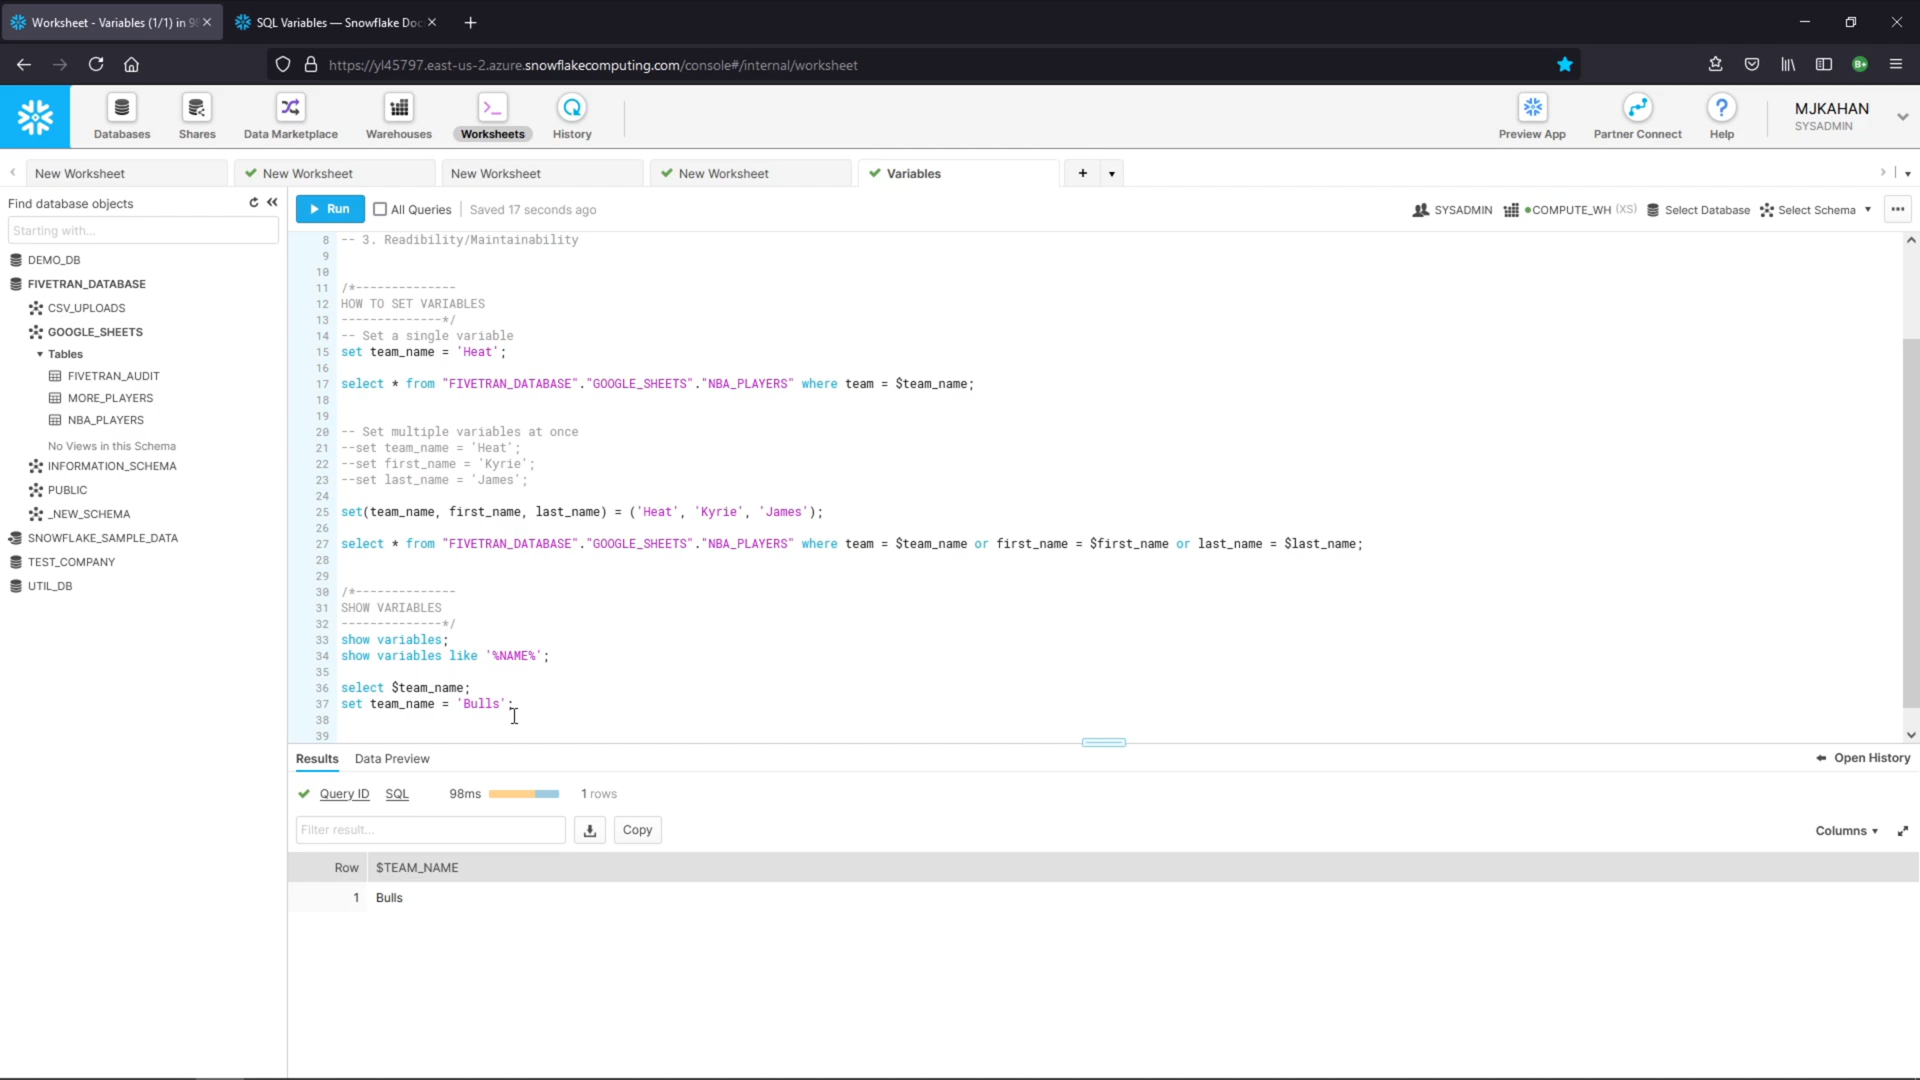 Worksheet - Variables (1/1) in 98
SQL Variables — Snowflake Doc
https://yl45797.east-us-2.azure.snowflakecomputing.com/console#/internal/worksheet
B+
Databases
Shares
Data Marketplace
Warehouses
Worksheets
History
Preview App
Partner Connect
Help
MJKAHAN
SYSADMIN
New Worksheet
New Worksheet
New Worksheet
New Worksheet
Variables
Find database objects
Starting with...
DEMO_DB
FIVETRAN_DATABASE
CSV_UPLOADS
GOOGLE_SHEETS
Tables
FIVETRAN_AUDIT
MORE_PLAYERS
NBA_PLAYERS
No Views in this Schema
INFORMATION_SCHEMA
PUBLIC
_NEW_SCHEMA
SNOWFLAKE_SAMPLE_DATA
TEST_COMPANY
UTIL_DB
Run
All Queries
Saved 17 seconds ago
SYSADMIN
COMPUTE_WH (XS)
Select Database
Select Schema
8 -- 3. Readibility/Maintainability
9
10
11 /*--------------
12 HOW TO SET VARIABLES
13 --------------*/
14 -- Set a single variable
15 set team_name = 'Heat';
16
17 select * from "FIVETRAN_DATABASE"."GOOGLE_SHEETS"."NBA_PLAYERS" where team = $team_name;
18
19
20 -- Set multiple variables at once
21 --set team_name = 'Heat';
22 --set first_name = 'Kyrie';
23 --set last_name = 'James';
24
25 set(team_name, first_name, last_name) = ('Heat', 'Kyrie', 'James');
26
27 select * from "FIVETRAN_DATABASE"."GOOGLE_SHEETS"."NBA_PLAYERS" where team = $team_name or first_name = $first_name or last_name = $last_name;
28
29
30 /*--------------
31 SHOW VARIABLES
32 --------------*/
33 show variables;
34 show variables like '%NAME%';
35
36 select $team_name;
37 set team_name = 'Bulls';
38
39
Results
Data Preview
Open History
Query ID
SQL
98ms
1 rows
Filter result...
Copy
Columns
Row $TEAM_NAME
1 Bulls